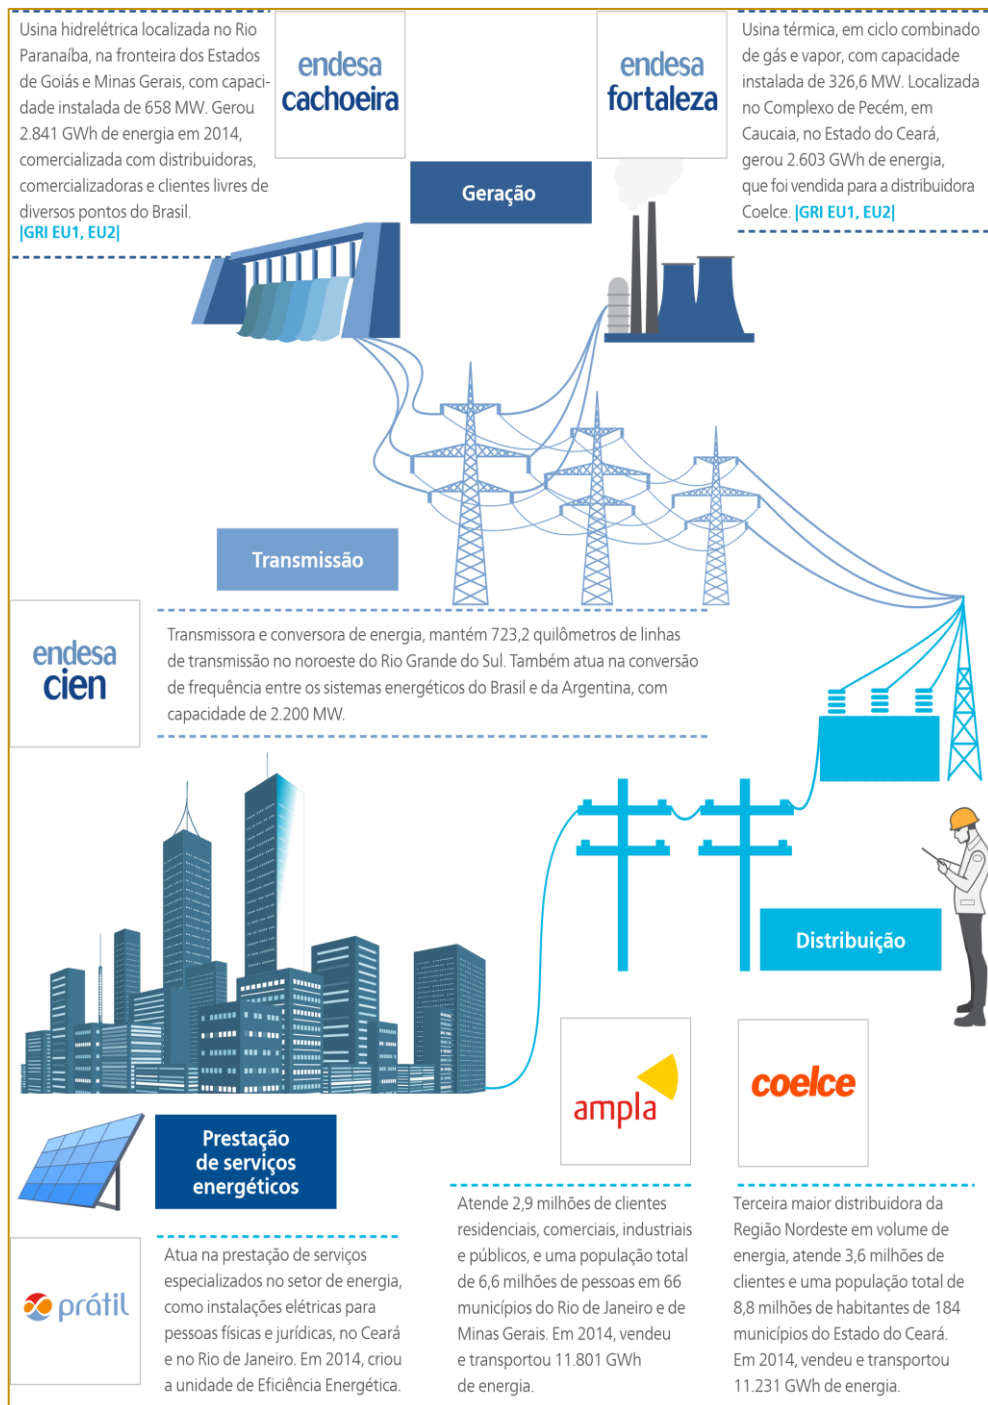 Usina hidrelétrica localizada no Rio
Paranaíba, na fronteira dos Estados
de Goiás e Minas Gerais, com capaci-
dade instalada de 658 MW. Gerou
2.841 GWh de energia em 2014,
comercializada com distribuidoras,
comercializadoras e clientes livres de
diversos pontos do Brasil.
|GRI EU1, EU2|
endesa
cachoeira
endesa
fortaleza
Usina térmica, em ciclo combinado
de gás e vapor, com capacidade
instalada de 326,6 MW. Localizada
no Complexo de Pecém, em
Caucaia, no Estado do Ceará,
gerou 2.603 GWh de energia,
que foi vendida para a distribuidora
Coelce. |GRI EU1, EU2|
Geração
Transmissão
endesa
cien
Transmissora e conversora de energia, mantém 723,2 quilômetros de linhas
de transmissão no noroeste do Rio Grande do Sul. Também atua na conversão
de frequência entre os sistemas energéticos do Brasil e da Argentina, com
capacidade de 2.200 MW.
Distribuição
ampla
coelce
Prestação
de serviços
energéticos
prátil
Atua na prestação de serviços
especializados no setor de energia,
como instalações elétricas para
pessoas físicas e jurídicas, no Ceará
e no Rio de Janeiro. Em 2014, criou
a unidade de Eficiência Energética.
Atende 2,9 milhões de clientes
residenciais, comerciais, industriais
e públicos, e uma população total
de 6,6 milhões de pessoas em 66
municípios do Rio de Janeiro e de
Minas Gerais. Em 2014, vendeu
e transportou 11.801 GWh
de energia.
Terceira maior distribuidora da
Região Nordeste em volume de
energia, atende 3,6 milhões de
clientes e uma população total de
8,8 milhões de habitantes de 184
municípios do Estado do Ceará.
Em 2014, vendeu e transportou
11.231 GWh de energia.